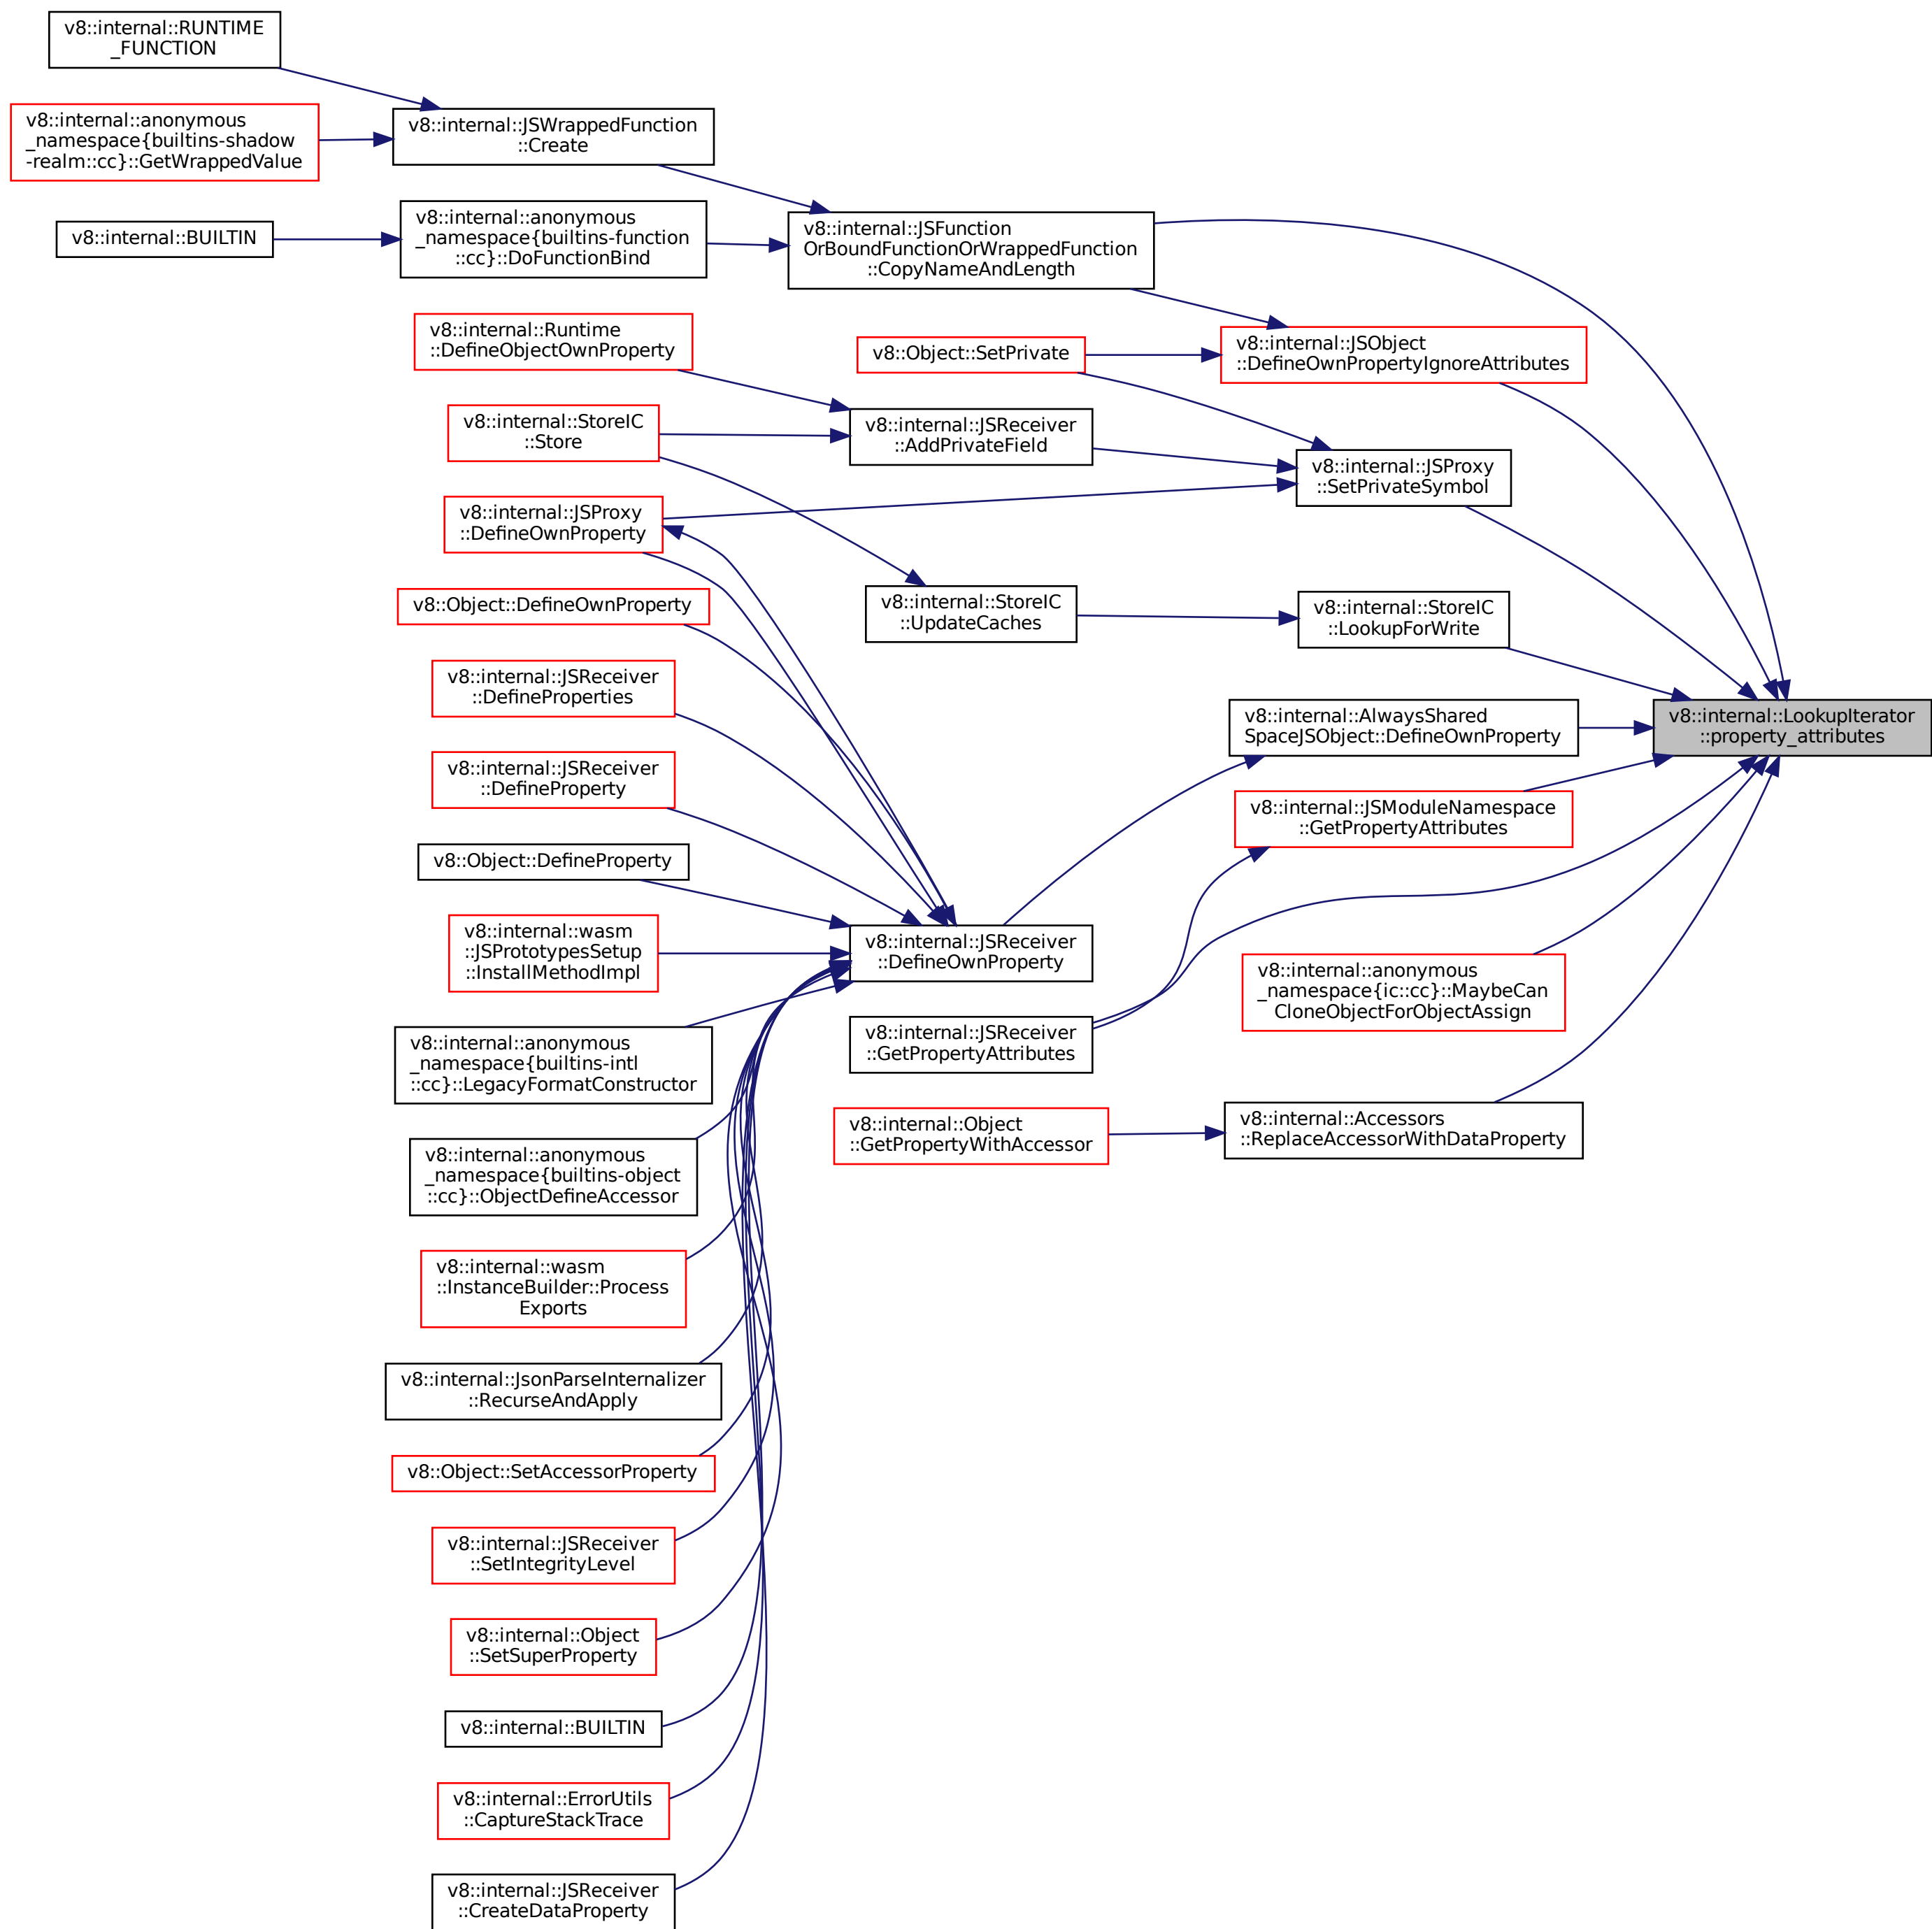 v8::internal::RUNTIME
_FUNCTION
v8::internal::anonymous
_namespace{builtins-shadow
-realm::cc}::GetWrappedValue
v8::internal::JSWrappedFunction
::Create
v8::internal::BUILTIN
v8::internal::anonymous
_namespace{builtins-function
::cc}::DoFunctionBind
v8::internal::JSFunction
OrBoundFunctionOrWrappedFunction
::CopyNameAndLength
v8::internal::Runtime
::DefineObjectOwnProperty
v8::Object::SetPrivate
v8::internal::JSObject
::DefineOwnPropertyIgnoreAttributes
v8::internal::StoreIC
::Store
v8::internal::JSReceiver
::AddPrivateField
v8::internal::JSProxy
::SetPrivateSymbol
v8::internal::JSProxy
::DefineOwnProperty
v8::Object::DefineOwnProperty
v8::internal::StoreIC
::UpdateCaches
v8::internal::StoreIC
::LookupForWrite
v8::internal::JSReceiver
::DefineProperties
v8::internal::AlwaysShared
SpaceJSObject::DefineOwnProperty
v8::internal::LookupIterator
::property_attributes
v8::internal::JSReceiver
::DefineProperty
v8::internal::JSModuleNamespace
::GetPropertyAttributes
v8::Object::DefineProperty
v8::internal::wasm
::JSPrototypesSetup
::InstallMethodImpl
v8::internal::JSReceiver
::DefineOwnProperty
v8::internal::anonymous
_namespace{ic::cc}::MaybeCan
CloneObjectForObjectAssign
v8::internal::anonymous
_namespace{builtins-intl
::cc}::LegacyFormatConstructor
v8::internal::JSReceiver
::GetPropertyAttributes
v8::internal::Object
::GetPropertyWithAccessor
v8::internal::Accessors
::ReplaceAccessorWithDataProperty
v8::internal::anonymous
_namespace{builtins-object
::cc}::ObjectDefineAccessor
v8::internal::wasm
::InstanceBuilder::Process
Exports
v8::internal::JsonParseInternalizer
::RecurseAndApply
v8::Object::SetAccessorProperty
v8::internal::JSReceiver
::SetIntegrityLevel
v8::internal::Object
::SetSuperProperty
v8::internal::BUILTIN
v8::internal::ErrorUtils
::CaptureStackTrace
v8::internal::JSReceiver
::CreateDataProperty